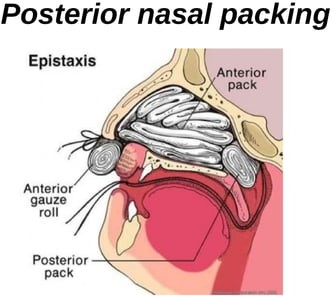 Posterior nasal packing
Epistaxis
Anterior
pack
Anterior
gauze
roll
Posterior
pack